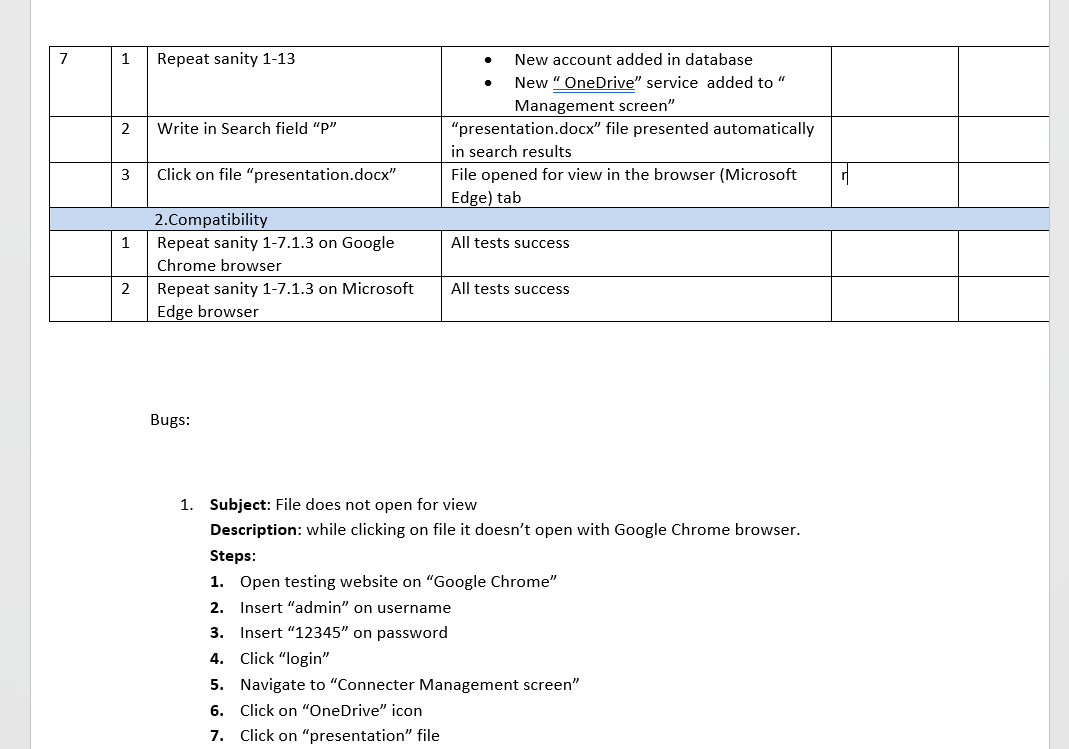 7 1 Repeat sanity 1-13 • New account added in database
• New “ OneDrive” service added to “
Management screen”
2 Write in Search field “P” “presentation.docx” file presented automatically
in search results
3 Click on file “presentation.docx” File opened for view in the browser (Microsoft r
Edge) tab
2.Compatibility
1 Repeat sanity 1-7.1.3 on Google All tests success
Chrome browser
2 Repeat sanity 1-7.1.3 on Microsoft All tests success
Edge browser
Bugs:
1. Subject: File does not open for view
Description: while clicking on file it doesn’t open with Google Chrome browser.
Steps:
1. Open testing website on “Google Chrome”
2. Insert “admin” on username
3. Insert “12345” on password
4. Click “login”
5. Navigate to “Connecter Management screen”
6. Click on “OneDrive” icon
7. Click on “presentation” file